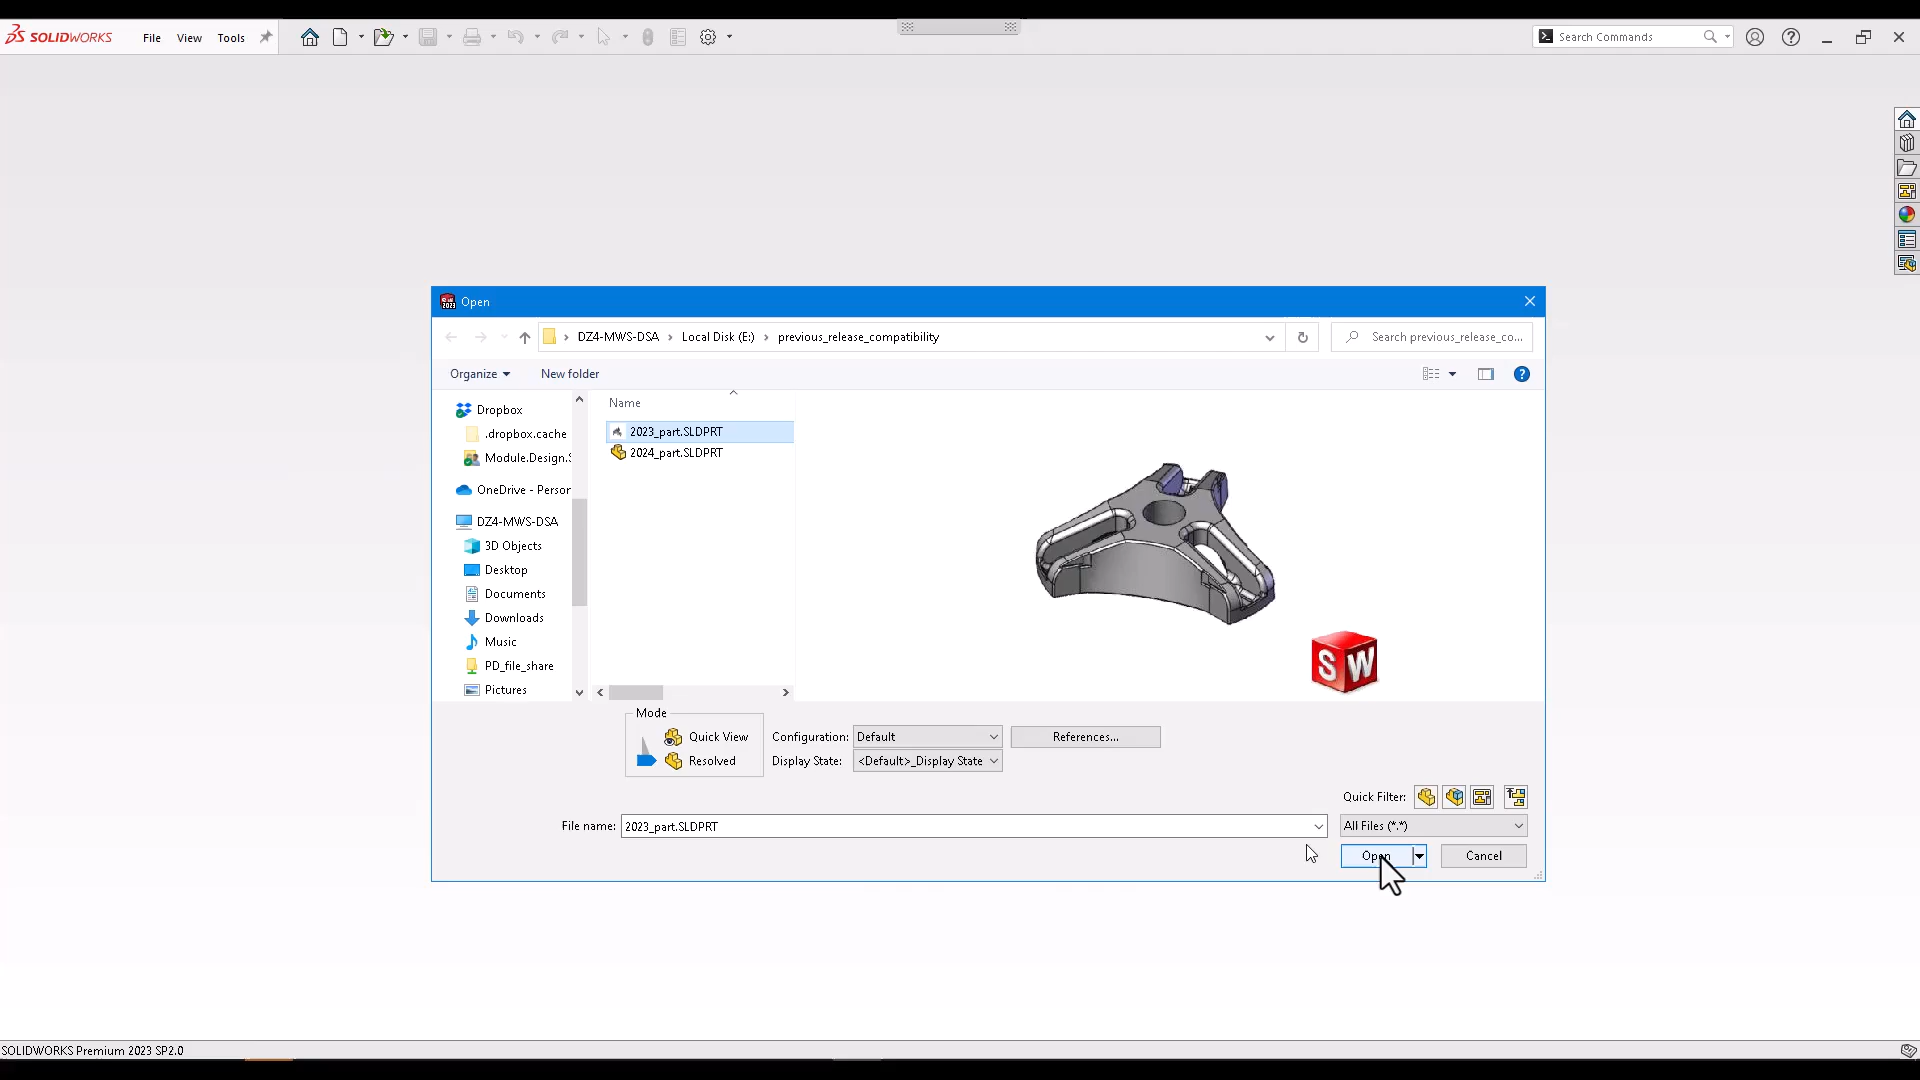 SOLIDWORKS File View Tools Search Commands
Open
DZ4-MWS-DSA Local Disk (E:) previous_release_compatibility Search previous_release_co...
Organize New folder
Name
Dropbox
.dropbox.cache
Module.Design.S
OneDrive - Person
DZ4-MWS-DSA
3D Objects
Desktop
Documents
Downloads
Music
PD_file_share
Pictures
2023_part.SLDPRT
2024_part.SLDPRT
SW
Mode
Quick View
Resolved
Configuration: Default References...
Display State: <Default>_Display State
Quick Filter:
File name: 2023_part.SLDPRT All Files (*.*)
Open Cancel
SOLIDWORKS Premium 2023 SP2.0